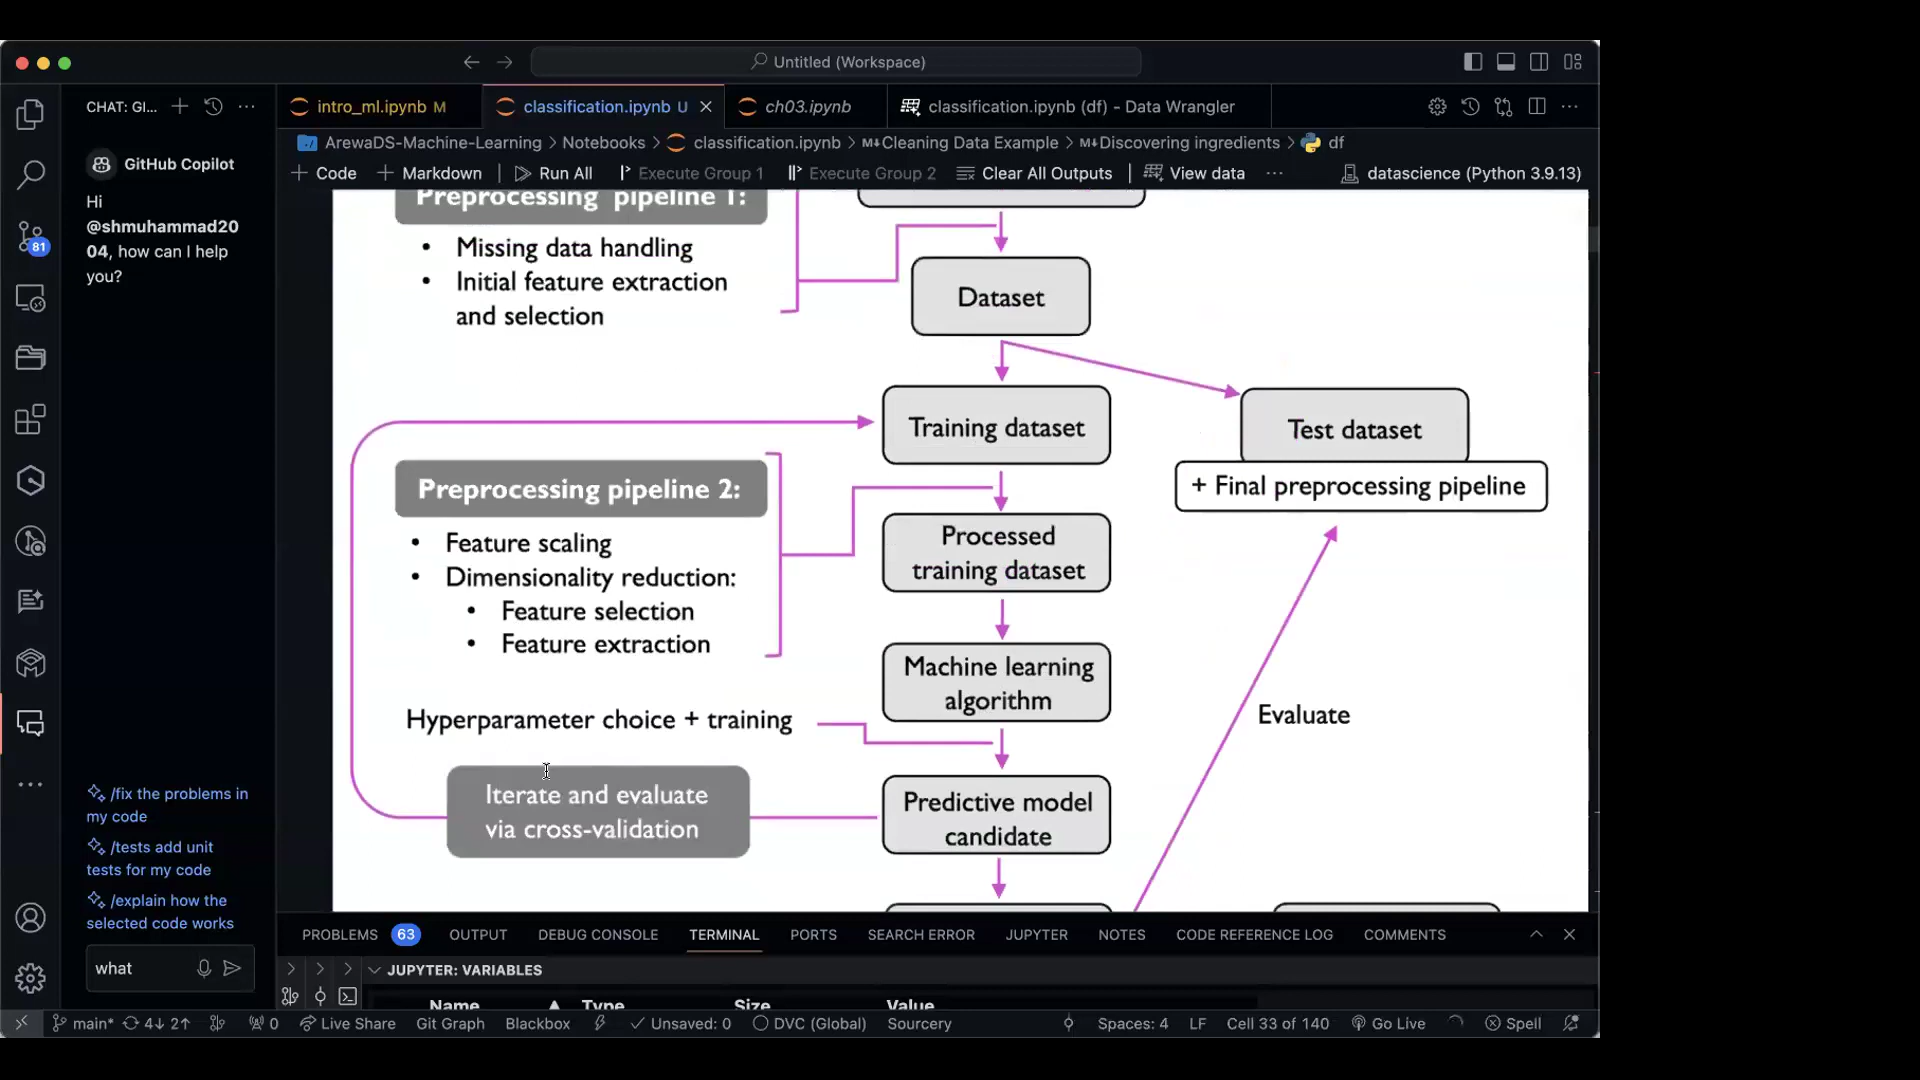 Untitled (Workspace)
CHAT: GI...
intro_ml.ipynb M
classification.ipynb U
ch03.ipynb
classification.ipynb (df) - Data Wrangler
ArewaDS-Machine-Learning > Notebooks > classification.ipynb > M↓Cleaning Data Example > M↓Discovering ingredients > df
+ Code + Markdown Run All Execute Group 1 Execute Group 2 Clear All Outputs View data ... datascience (Python 3.9.13)
GitHub Copilot
Hi
@shmuhammad20
04, how can I help
you?
81
/fix the problems in
my code
/tests add unit
tests for my code
/explain how the
selected code works
what
Preprocessing pipeline 1:
• Missing data handling
• Initial feature extraction
and selection
Dataset
Training dataset
Test dataset
+ Final preprocessing pipeline
Preprocessing pipeline 2:
• Feature scaling
• Dimensionality reduction:
• Feature selection
• Feature extraction
Processed
training dataset
Machine learning
algorithm
Hyperparameter choice + training
Evaluate
Iterate and evaluate
via cross-validation
Predictive model
candidate
PROBLEMS 63 OUTPUT DEBUG CONSOLE TERMINAL PORTS SEARCH ERROR JUPYTER NOTES CODE REFERENCE LOG COMMENTS
JUPYTER: VARIABLES
Name Type Size Value
main* 4↓ 2↑ 0 Live Share Git Graph Blackbox Unsaved: 0 DVC (Global) Sourcery Spaces: 4 LF Cell 33 of 140 Go Live Spell